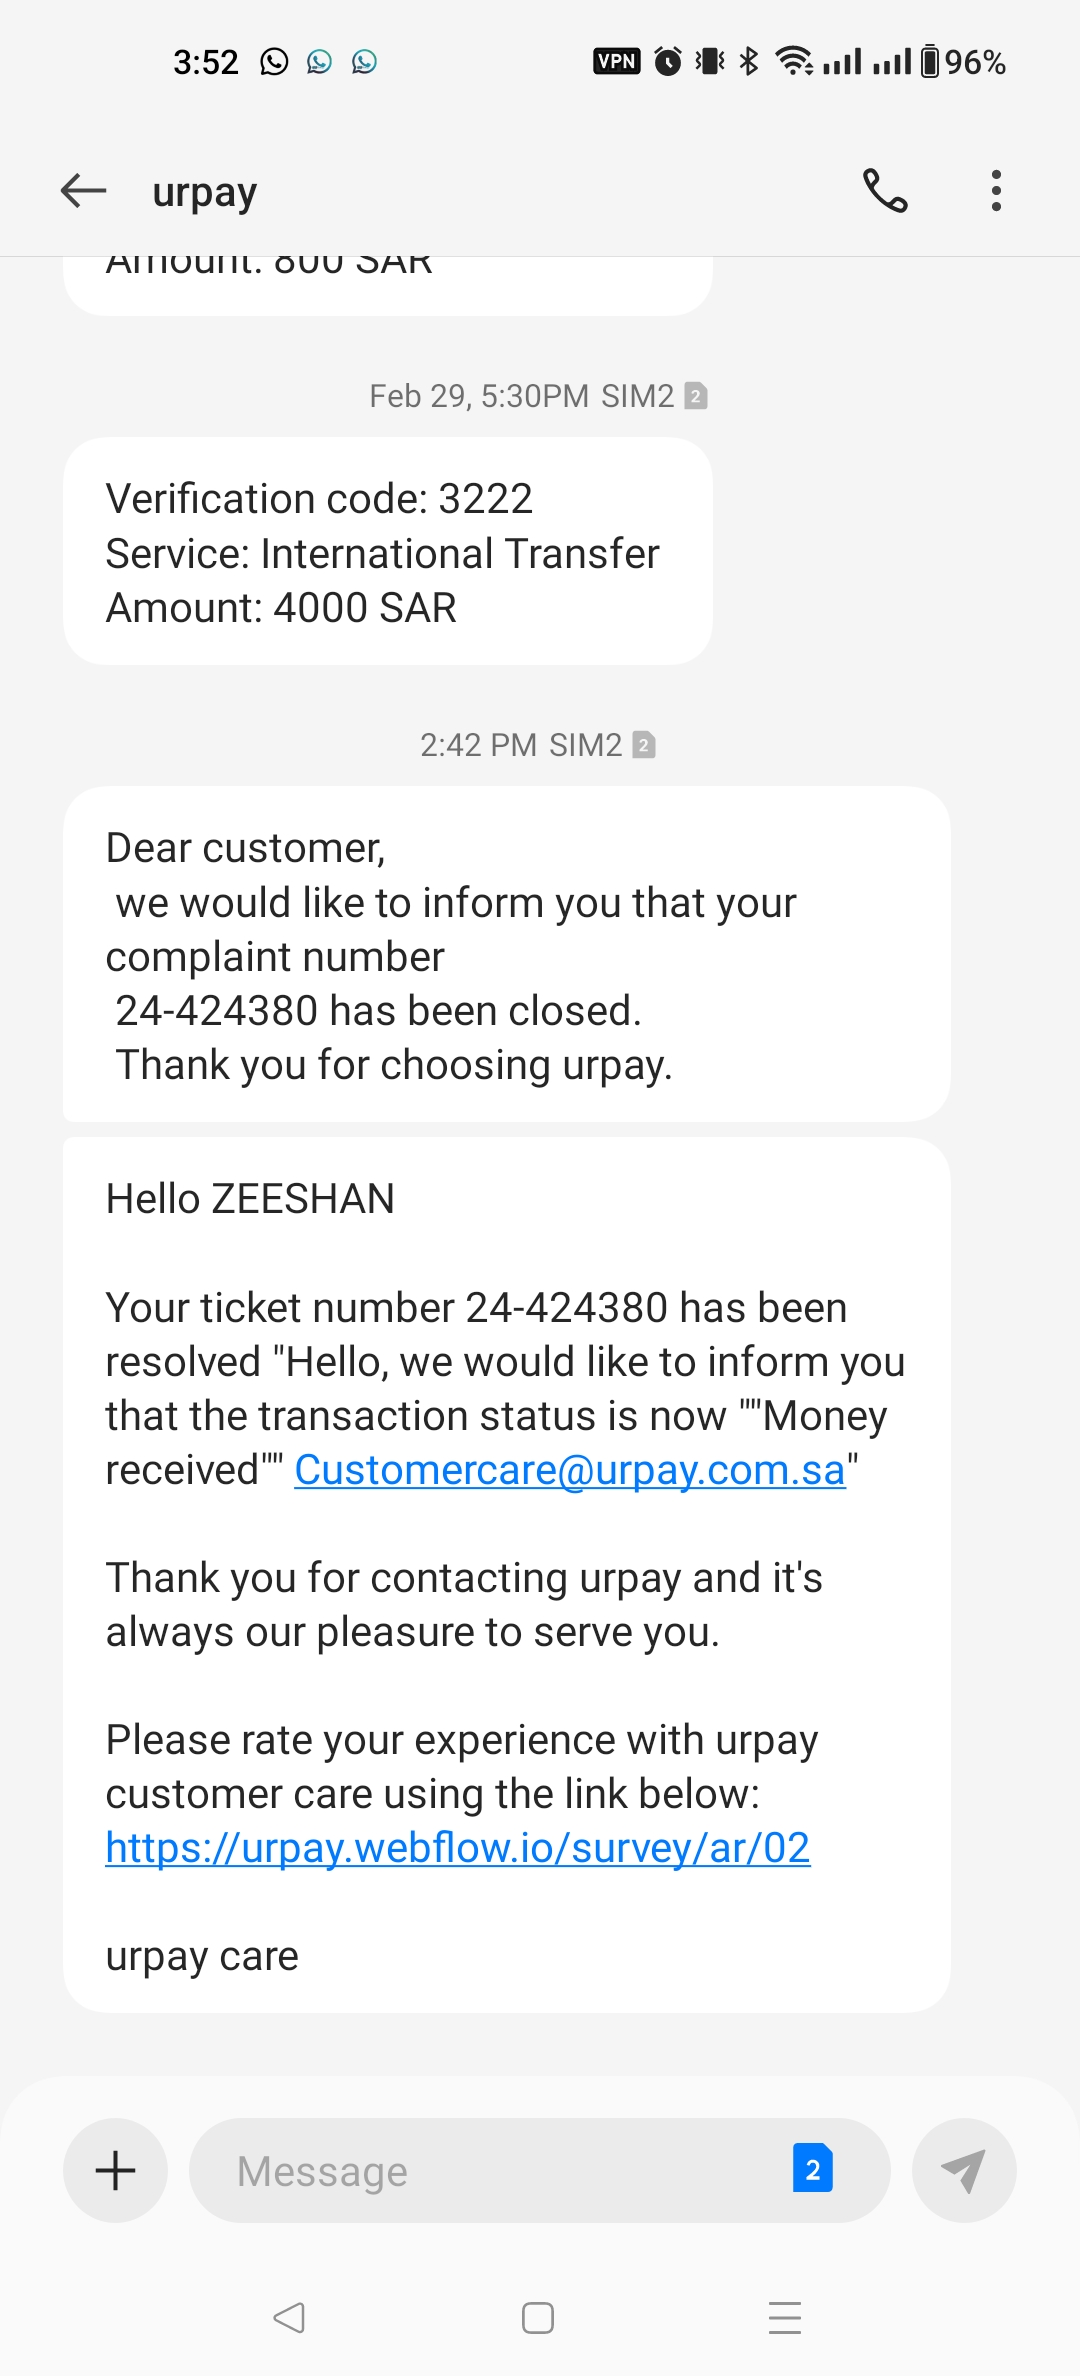 3:52 VPN 96%
urpay
Amount: 800 SAR
Feb 29, 5:30PM SIM2 2
Verification code: 3222
Service: International Transfer
Amount: 4000 SAR
2:42 PM SIM2 2
Dear customer,
we would like to inform you that your
complaint number
24-424380 has been closed.
Thank you for choosing urpay.
Hello ZEESHAN
Your ticket number 24-424380 has been
resolved "Hello, we would like to inform you
that the transaction status is now ""Money
received"" Customercare@urpay.com.sa"
Thank you for contacting urpay and it's
always our pleasure to serve you.
Please rate your experience with urpay
customer care using the link below:
https://urpay.webflow.io/survey/ar/02
urpay care
Message 2